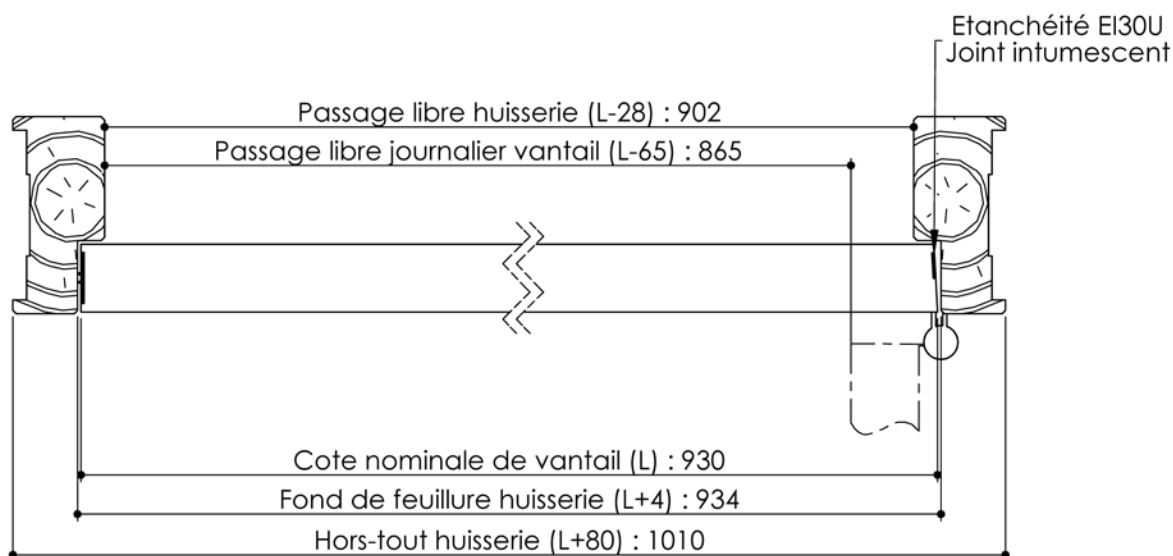 Etanchéité EI30U
Joint intumescent
Passage libre huisserie (L-28) : 902
Passage libre journalier vantail (L-65) : 865
Cote nominale de vantail (L) : 930
Fond de feuillure huisserie (L+4) : 934
Hors-tout huisserie (L+80) : 1010